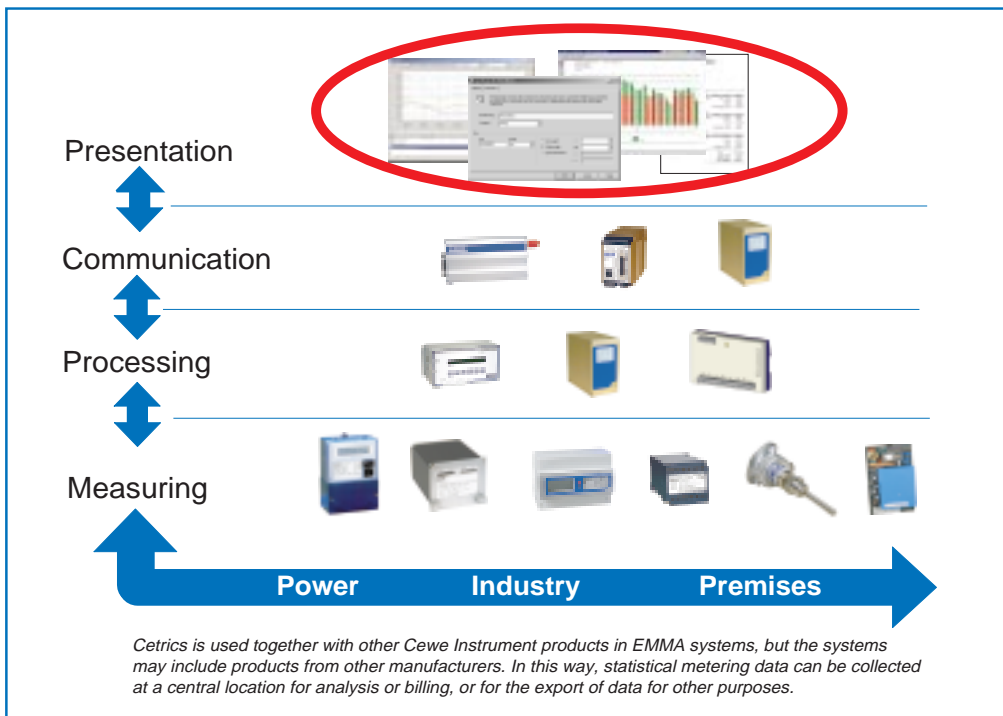 Presentation
Communication
Processing
Measuring
Power Industry Premises
Cetrics is used together with other Cewe Instrument products in EMMA systems, but the systems
may include products from other manufacturers. In this way, statistical metering data can be collected
at a central location for analysis or billing, or for the export of data for other purposes.